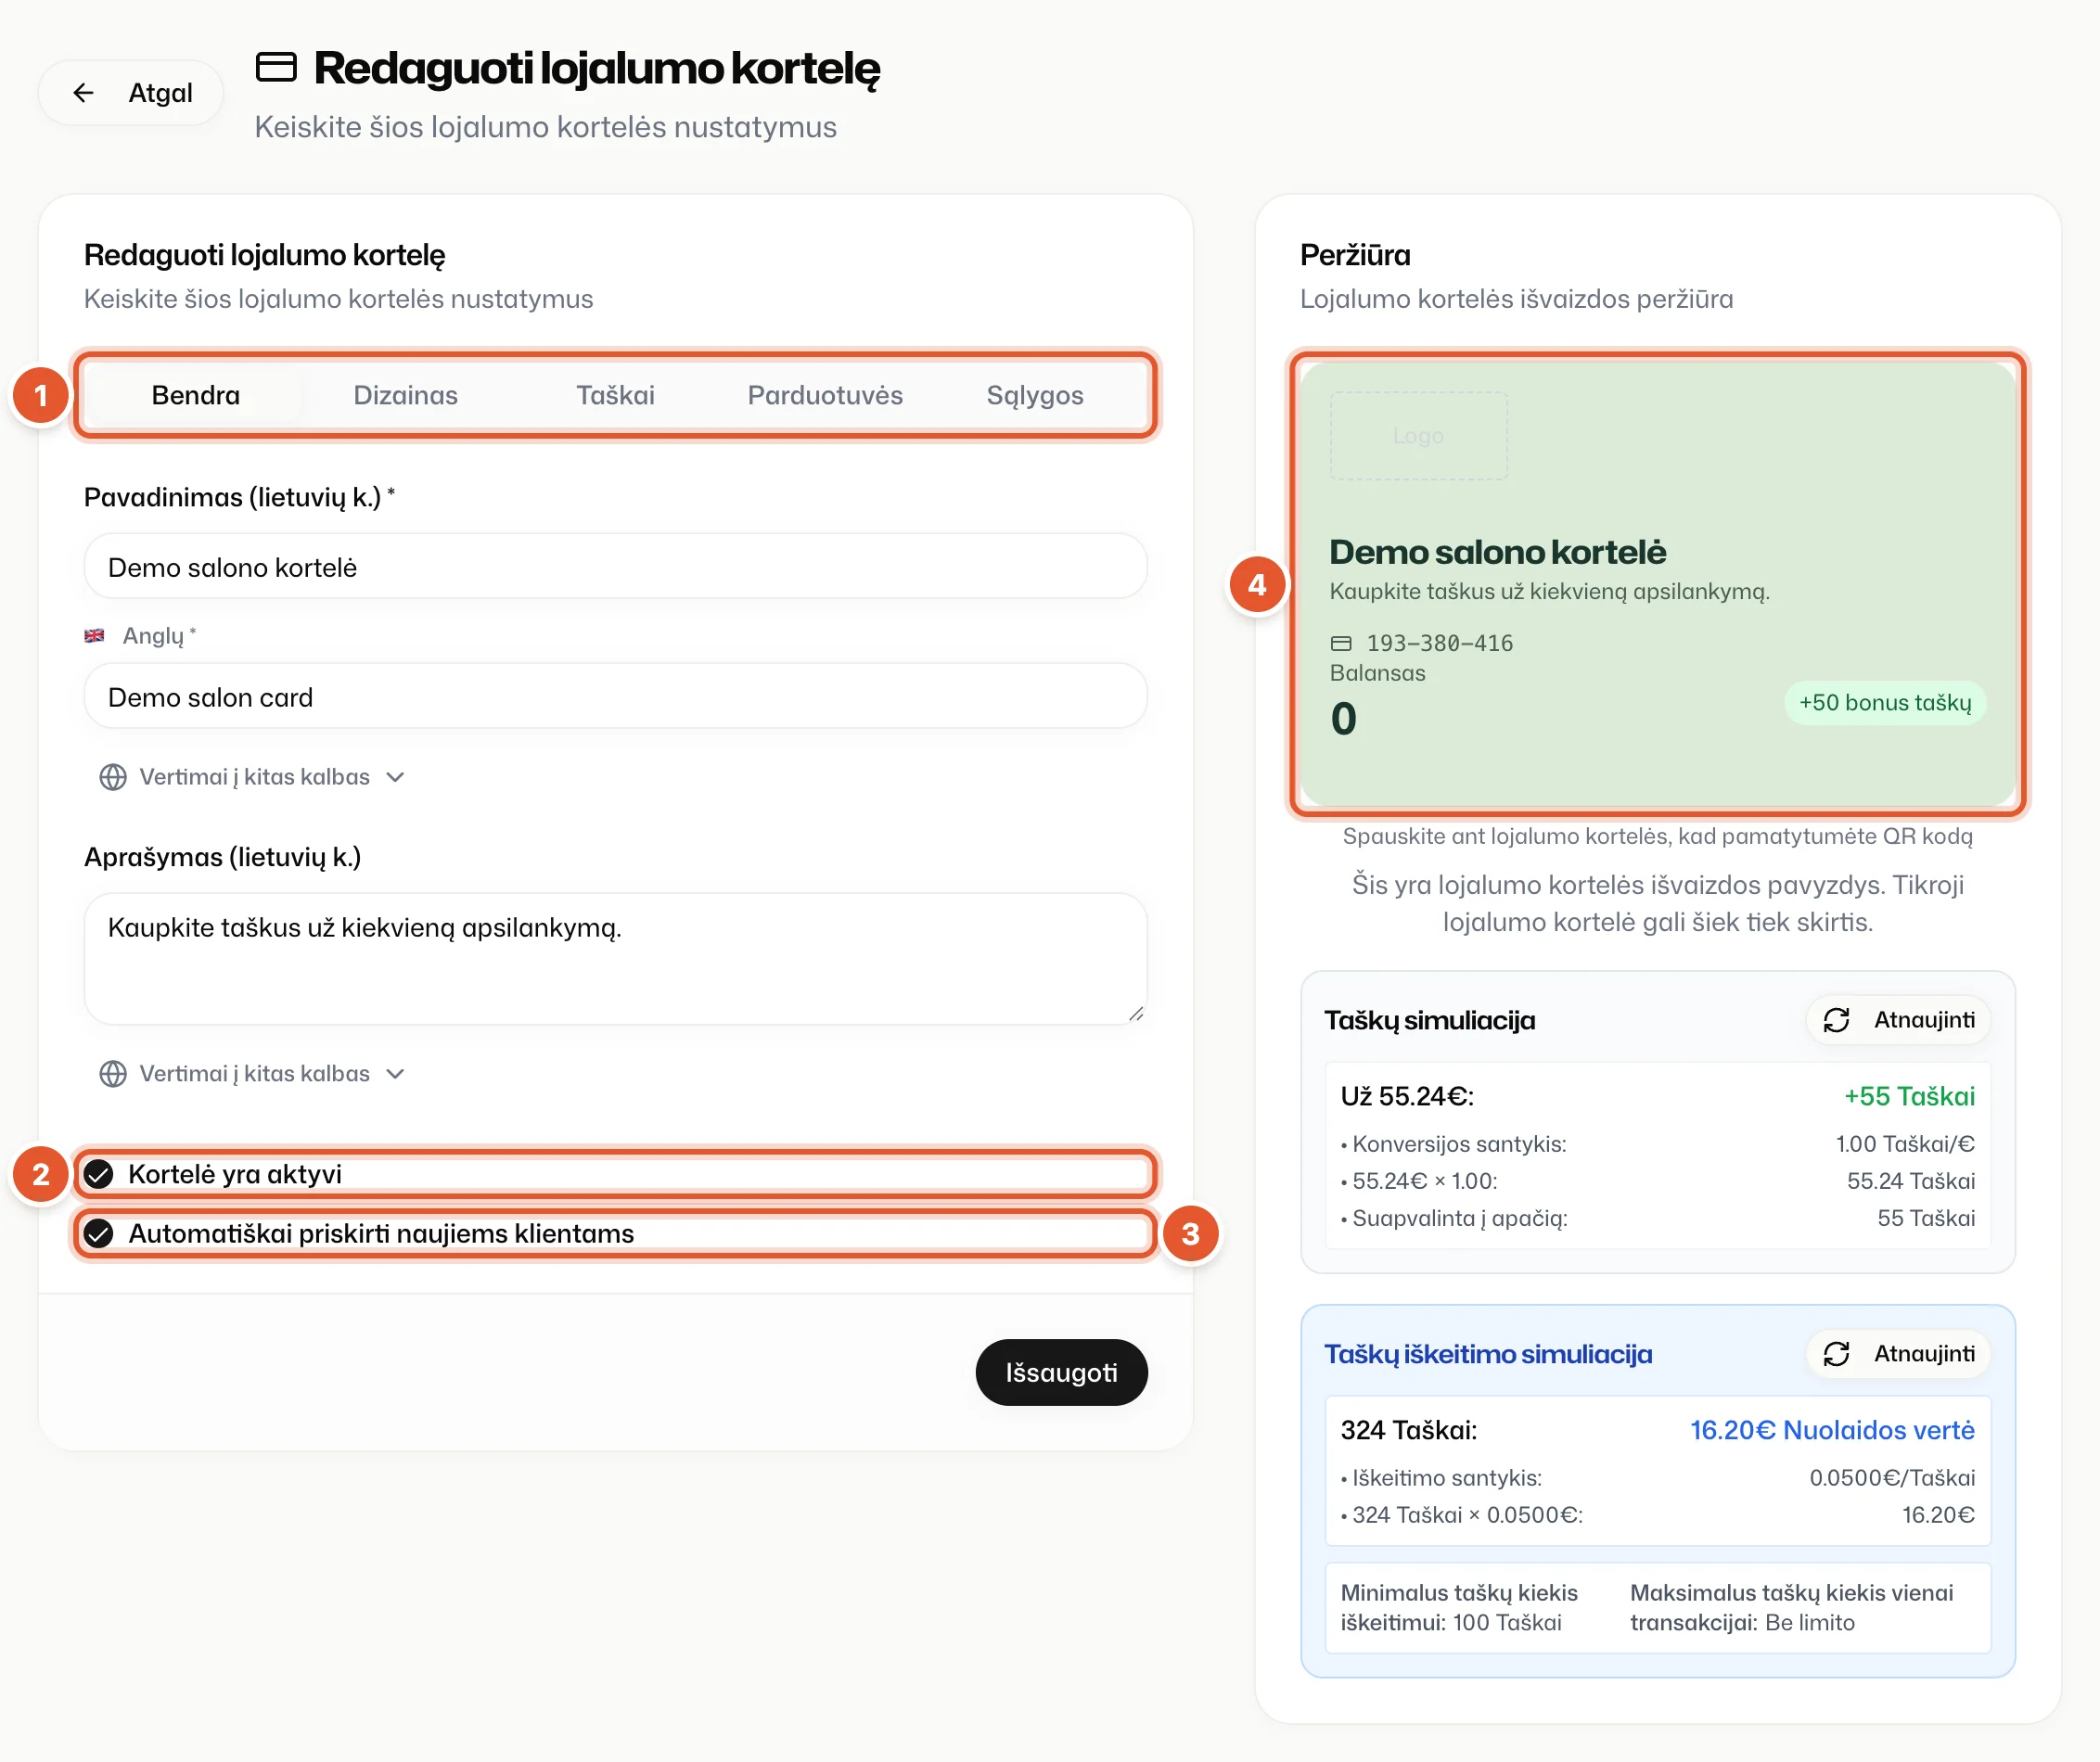 Atgal
Redaguoti lojalumo kortelę
Keiskite šios lojalumo kortelės nustatymus
Redaguoti lojalumo kortelę
Keiskite šios lojalumo kortelės nustatymus
1
Bendra Dizainas Taškai Parduotuvės Sąlygos
Pavadinimas (lietuvių k.) *
Demo salono kortelė
Anglų *
Demo salon card
Vertimai į kitas kalbas
Aprašymas (lietuvių k.)
Kaupkite taškus už kiekvieną apsilankymą.
Vertimai į kitas kalbas
2
Kortelė yra aktyvi
Automatiškai priskirti naujiems klientams
3
Išsaugoti
Peržiūra
Lojalumo kortelės išvaizdos peržiūra
4
Logo
Demo salono kortelė
Kaupkite taškus už kiekvieną apsilankymą.
193-380-416
Balansas
0
+50 bonus taškų
Spauskite ant lojalumo kortelės, kad pamatytumėte QR kodą
Šis yra lojalumo kortelės išvaizdos pavyzdys. Tikroji
lojalumo kortelė gali šiek tiek skirtis.
Taškų simuliacija
Atnaujinti
Už 55.24€: +55 Taškai
• Konversijos santykis: 1.00 Taškai/€
• 55.24€ × 1.00: 55.24 Taškai
• Suapvalinta į apačią: 55 Taškai
Taškų iškeitimo simuliacija
Atnaujinti
324 Taškai: 16.20€ Nuolaidos vertė
• Iškeitimo santykis: 0.0500€/Taškai
• 324 Taškai × 0.0500€: 16.20€
Minimalus taškų kiekis
iškeitimui: 100 Taškai
Maksimalus taškų kiekis vienai
transakcijai: Be limito